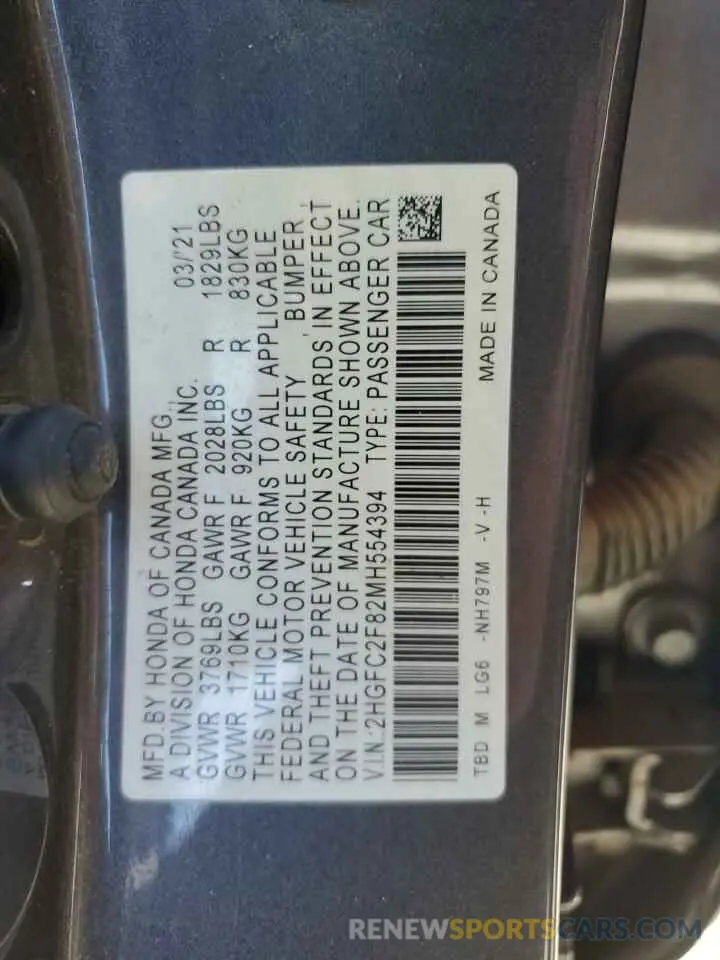 MFD.BY HONDA OF CANADA MFG.,
A DIVISION OF HONDA CANADA INC. 03/'21
GVWR 3769LBS GAWR F 2028LBS R 1829LBS
GVWR 1710KG GAWR F 920KG R 830KG
THIS VEHICLE CONFORMS TO ALL APPLICABLE
FEDERAL MOTOR VEHICLE SAFETY , BUMPER ,
AND THEFT PREVENTION STANDARDS IN EFFECT
ON THE DATE OF MANUFACTURE SHOWN ABOVE.
V.I.N.:2HGFC2F82MH554394 TYPE: PASSENGER CAR
TBD M LG6 -NH797M -V -H MADE IN CANADA
RENEWSPORTSCARS.COM